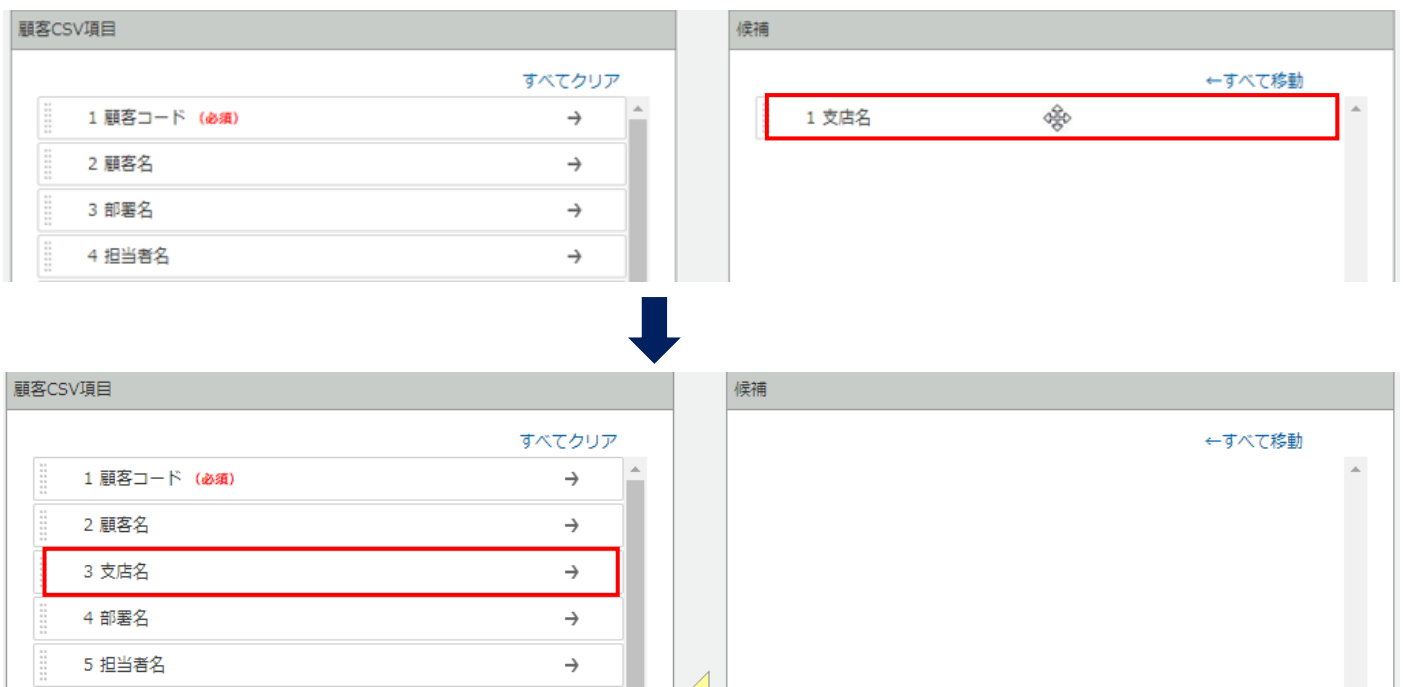 顧客CSV項目
候補
すべてクリア
←すべて移動
1 顧客コード (必須) →
1 支店名
2 顧客名 →
3 部署名 →
4 担当者名 →
顧客CSV項目
候補
すべてクリア
←すべて移動
1 顧客コード (必須) →
2 顧客名 →
3 支店名 →
4 部署名 →
5 担当者名 →